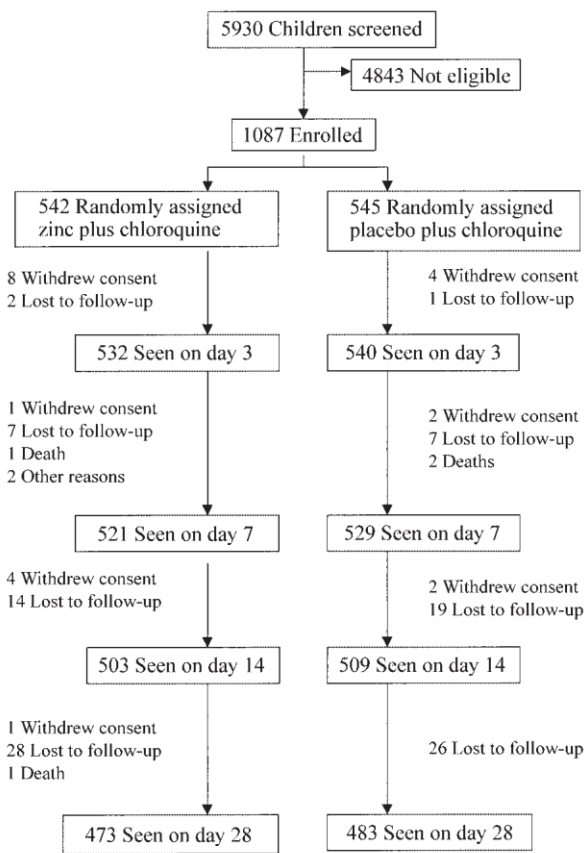 5930 Children screened
4843 Not eligible
1087 Enrolled
542 Randomly assigned
zinc plus chloroquine
545 Randomly assigned
placebo plus chloroquine
8 Withdrew consent
2 Lost to follow-up
4 Withdrew consent
1 Lost to follow-up
532 Seen on day 3
540 Seen on day 3
1 Withdrew consent
7 Lost to follow-up
1 Death
2 Other reasons
2 Withdrew consent
7 Lost to follow-up
2 Deaths
521 Seen on day 7
529 Seen on day 7
4 Withdrew consent
14 Lost to follow-up
2 Withdrew consent
19 Lost to follow-up
503 Seen on day 14
509 Seen on day 14
1 Withdrew consent
28 Lost to follow-up
1 Death
26 Lost to follow-up
473 Seen on day 28
483 Seen on day 28